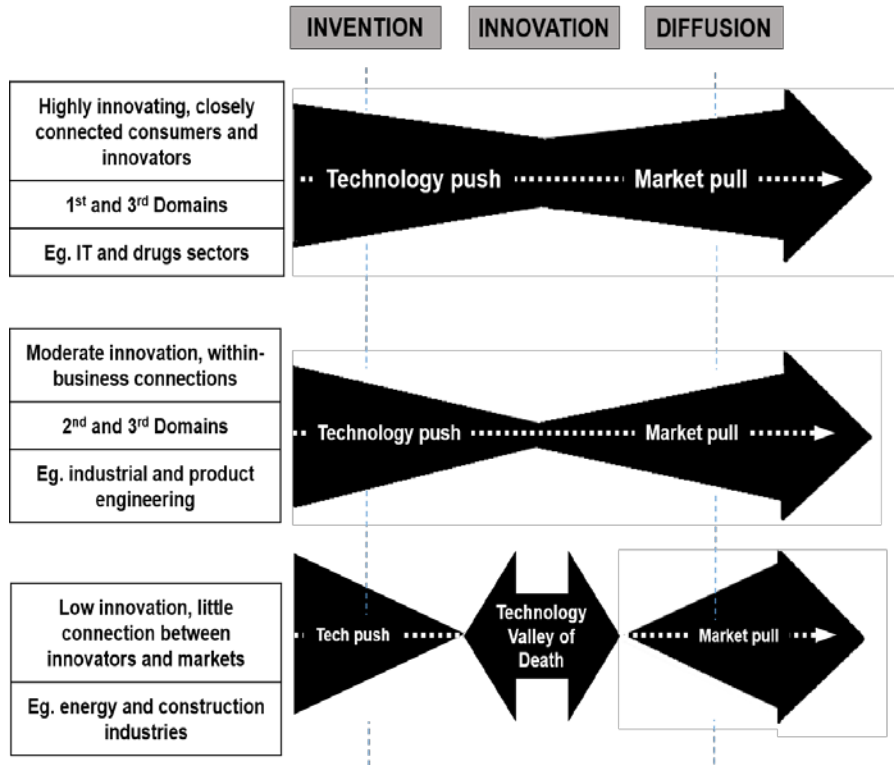 INVENTION
INNOVATION
DIFFUSION
Highly innovating, closely
connected consumers and
innovators
1st and 3rd Domains
Eg. IT and drugs sectors
Technology push
Market pull
Moderate innovation, within-
business connections
2nd and 3rd Domains
Eg. industrial and product
engineering
Technology push
Market pull
Low innovation, little
connection between
innovators and markets
Eg. energy and construction
industries
Tech push
Technology
Valley of
Death
Market pull